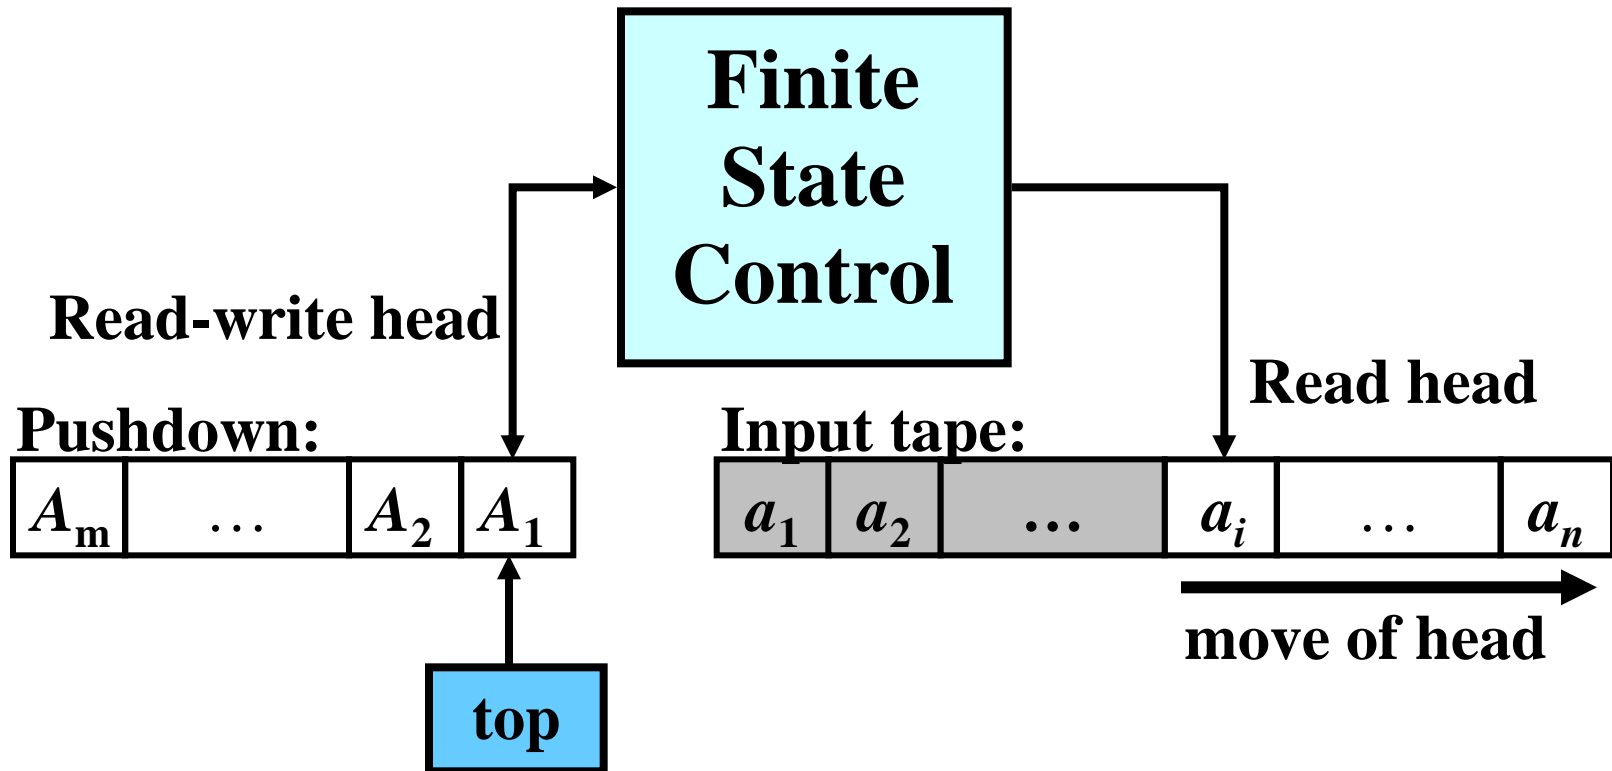 Finite
State
Control
Read-write head
Read head
Pushdown:
Input tape:
Aₘ … A₂ A₁
a₁ a₂ … aᵢ … aₙ
move of head
top